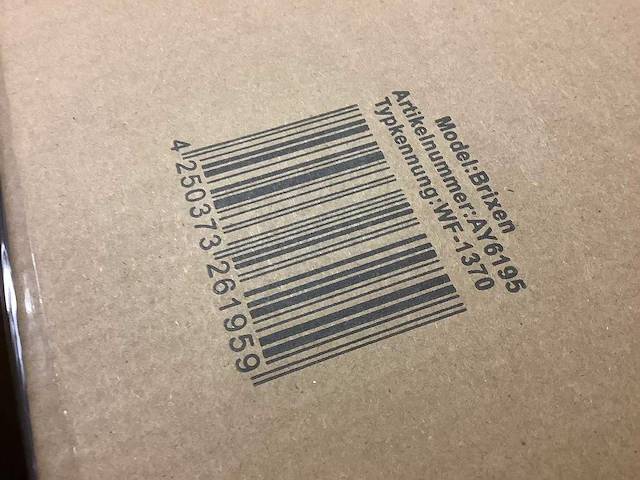 Model:Brixen
Artikelnummer:AY6195
Typkennung:WF-1370
4 250373 261959